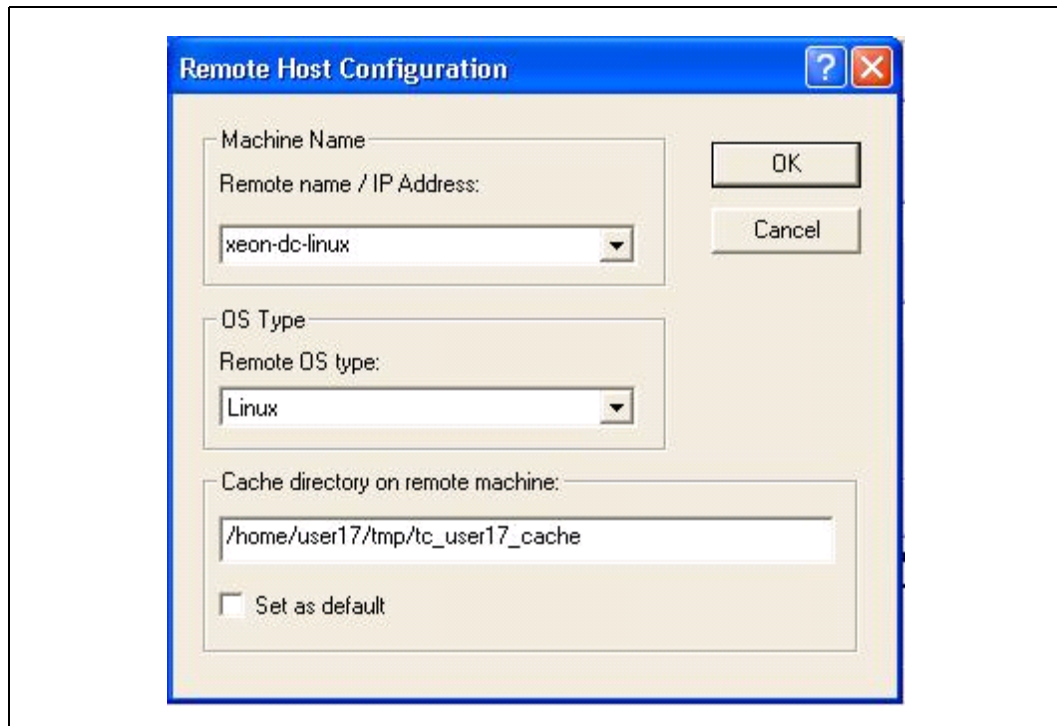 Remote Host Configuration
Machine Name
Remote name / IP Address:
xeon-dc-linux
OK
Cancel
OS Type
Remote OS type:
Linux
Cache directory on remote machine:
/home/user17/tmp/tc_user17_cache
Set as default